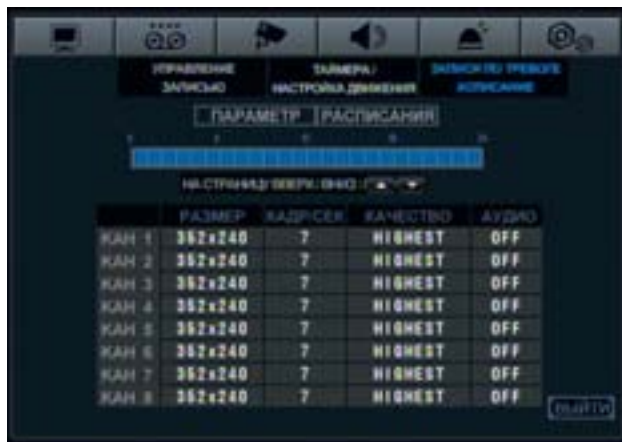 УПРАВЛЕНИЕ ЗАПИСЬЮ
ТАЙМЕРА / НАСТРОЙКА ДВИЖЕНИЯ
ЗАПИСИ ПО ТРЕВОГЕ
ПАРАМЕТР РАСПИСАНИЯ
НА СТРАНИЦУ ВВЕРХ / ВНИЗ :
РАЗМЕР КАДР/СЕК КАЧЕСТВО АУДИО
КАН 1 352x240 7 HIGHEST OFF
КАН 2 352x240 7 HIGHEST OFF
КАН 3 352x240 7 HIGHEST OFF
КАН 4 352x240 7 HIGHEST OFF
КАН 5 352x240 7 HIGHEST OFF
КАН 6 352x240 7 HIGHEST OFF
КАН 7 352x240 7 HIGHEST OFF
КАН 8 352x240 7 HIGHEST OFF
ВЫЙТИ